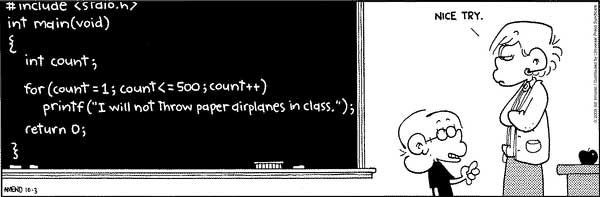 #include <stdio.h>
int main(void)
{
int count;
for (count = 1; count <= 500; count++)
printf("I will not throw paper airplanes in class.");
return 0;
}
NICE TRY.
AMEND 10-3